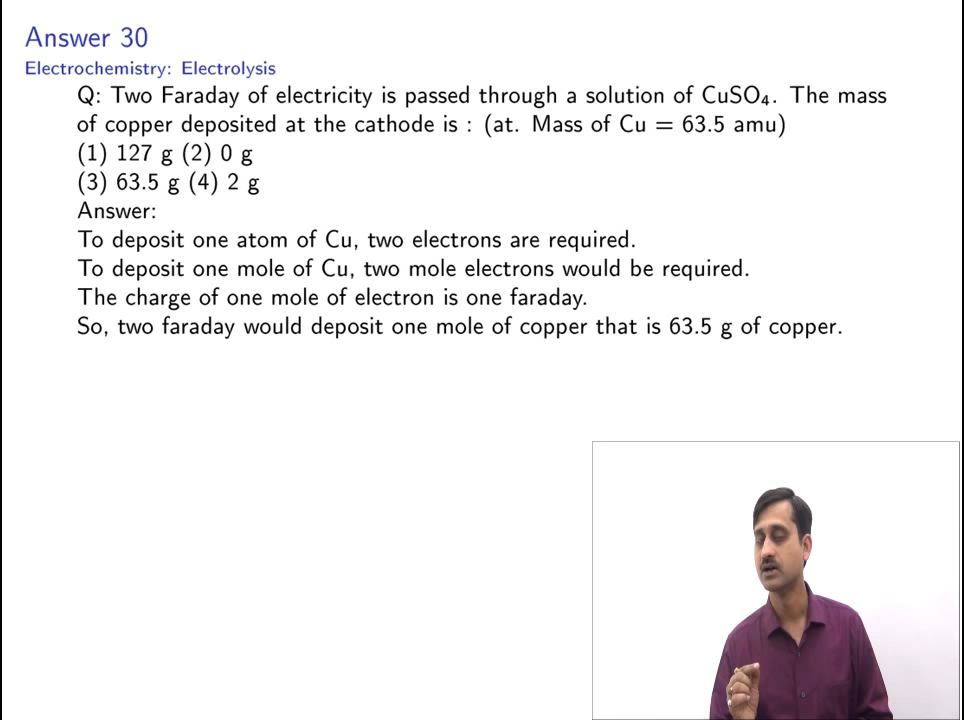 Answer 30
Electrochemistry: Electrolysis
Q: Two Faraday of electricity is passed through a solution of CuSO₄. The mass
of copper deposited at the cathode is : (at. Mass of Cu = 63.5 amu)
(1) 127 g (2) 0 g
(3) 63.5 g (4) 2 g
Answer:
To deposit one atom of Cu, two electrons are required.
To deposit one mole of Cu, two mole electrons would be required.
The charge of one mole of electron is one faraday.
So, two faraday would deposit one mole of copper that is 63.5 g of copper.